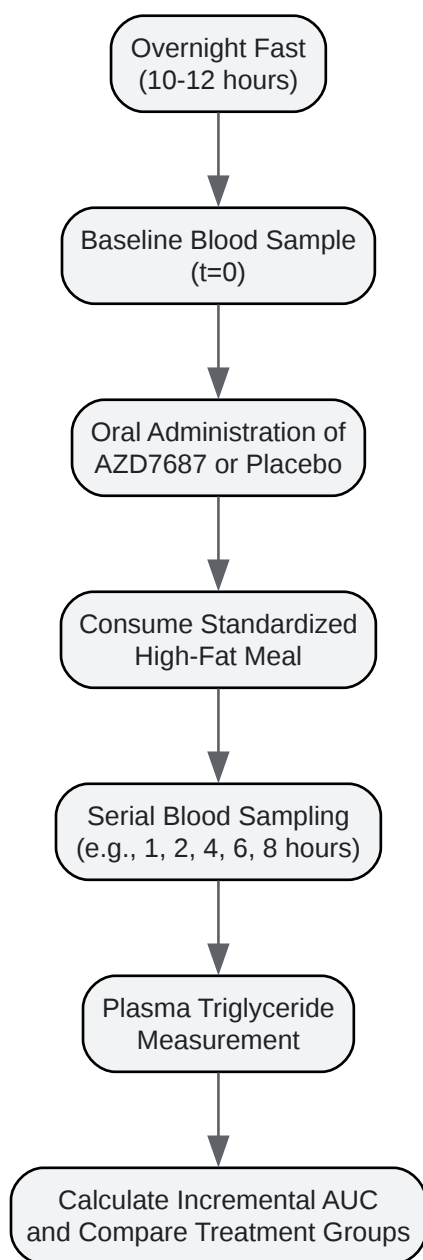 Overnight Fast
(10-12 hours)
Baseline Blood Sample
(t=0)
Oral Administration of
AZD7687 or Placebo
Consume Standardized
High-Fat Meal
Serial Blood Sampling
(e.g., 1, 2, 4, 6, 8 hours)
Plasma Triglyceride
Measurement
Calculate Incremental AUC
and Compare Treatment Groups